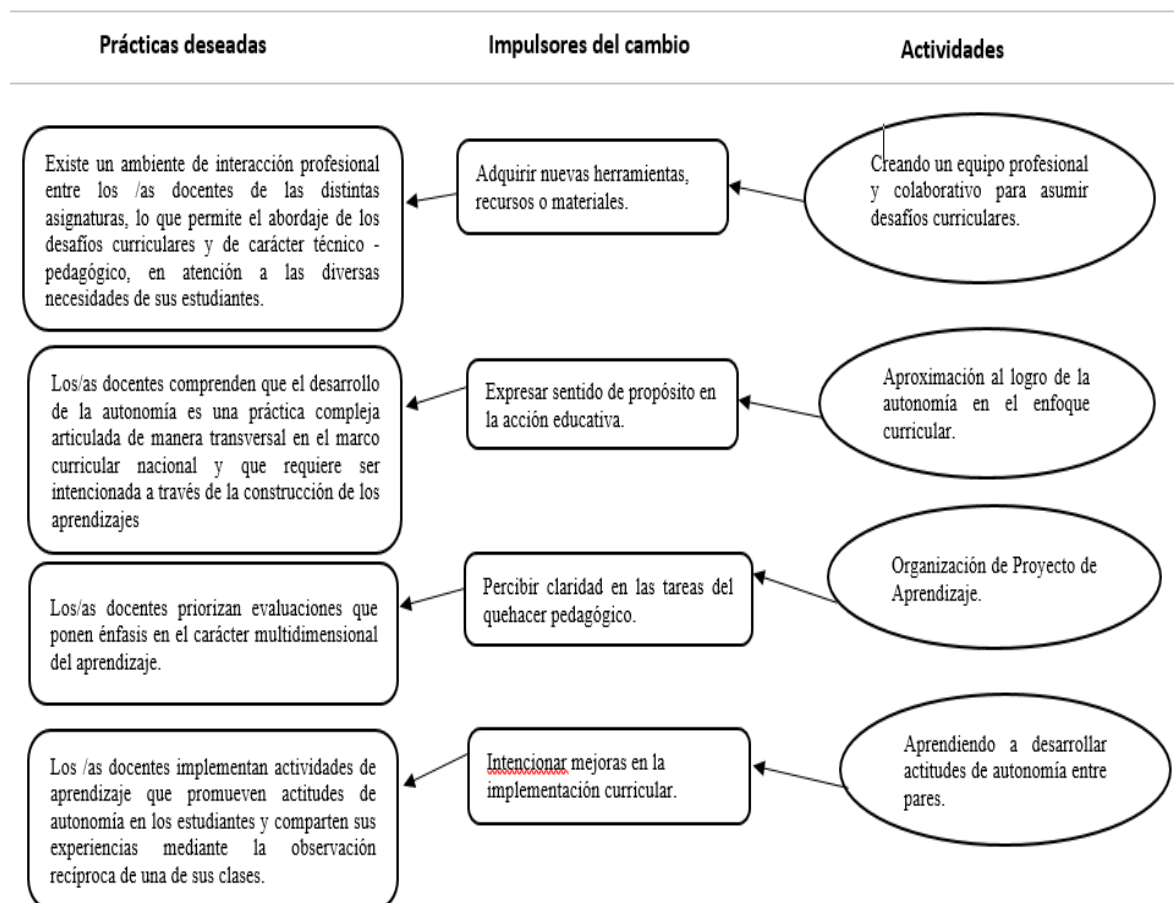 Prácticas deseadas
Impulsores del cambio
Actividades
Existe un ambiente de interacción profesional
entre los /as docentes de las distintas
asignaturas, lo que permite el abordaje de los
desafíos curriculares y de carácter técnico -
pedagógico, en atención a las diversas
necesidades de sus estudiantes.
Adquirir nuevas herramientas,
recursos o materiales.
Creando un equipo profesional
y colaborativo para asumir
desafíos curriculares.
Los/as docentes comprenden que el desarrollo
de la autonomía es una práctica compleja
articulada de manera transversal en el marco
curricular nacional y que requiere ser
intencionada a través de la construcción de los
aprendizajes
Expresar sentido de propósito en
la acción educativa.
Aproximación al logro de la
autonomía en el enfoque
curricular.
Los/as docentes priorizan evaluaciones que
ponen énfasis en el carácter multidimensional
del aprendizaje.
Percibir claridad en las tareas del
quehacer pedagógico.
Organización de Proyecto de
Aprendizaje.
Los /as docentes implementan actividades de
aprendizaje que promueven actitudes de
autonomía en los estudiantes y comparten sus
experiencias mediante la observación
recíproca de una de sus clases.
Intencionar mejoras en la
implementación curricular.
Aprendiendo a desarrollar
actitudes de autonomía entre
pares.